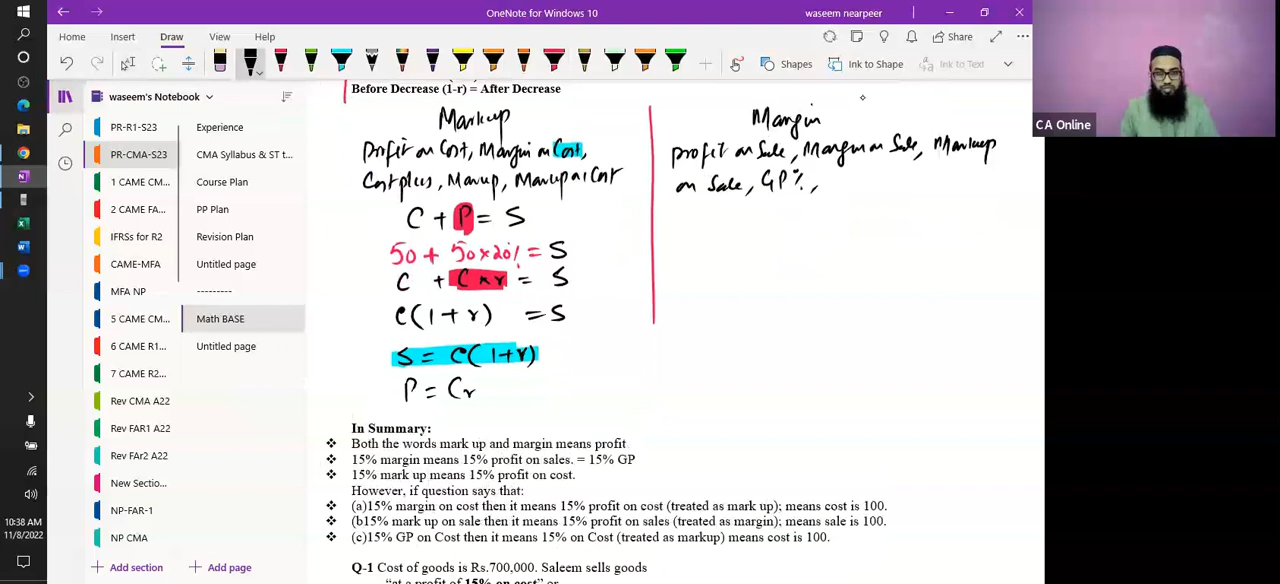 OneNote for Windows 10
waseem nearpeer
Home Insert Draw View Help
Share
Shapes Ink to Shape Ink to Text
waseem's Notebook
PR-R1-S23
PR-CMA-S23
1 CAME CM...
2 CAME FA...
IFRSs for R2
CAME-MFA
MFA NP
5 CAME CM...
6 CAME R1...
7 CAME R2...
Rev CMA A22
Rev FAR1 A22
Rev FAr2 A22
New Sectio...
NP-FAR-1
NP CMA
Add section
Experience
CMA Syllabus & ST t...
Course Plan
PP Plan
Revision Plan
Untitled page
---------
Math BASE
Untitled page
Add page
Before Decrease (1-r) = After Decrease
Markup
Profit on Cost, Margin on Cost,
Cost plus, Markup, Markup on Cost
C + P = S
50 + 50×20% = S
C + C×r = S
C(1+r) = S
S = C(1+r)
P = Cr
Margin
Profit on Sale, Margin on Sale, Markup
on Sale, GP%,
In Summary:
❖ Both the words mark up and margin means profit
❖ 15% margin means 15% profit on sales. = 15% GP
❖ 15% mark up means 15% profit on cost.
However, if question says that:
❖ (a)15% margin on cost then it means 15% profit on cost (treated as mark up); means cost is 100.
❖ (b15% mark up on sale then it means 15% profit on sales (treated as margin); means sale is 100.
❖ (c)15% GP on Cost then it means 15% on Cost (treated as markup) means cost is 100.
Q-1 Cost of goods is Rs.700,000. Saleem sells goods
"at a profit of 15% on cost" or
CA Online
10:38 AM
11/8/2022